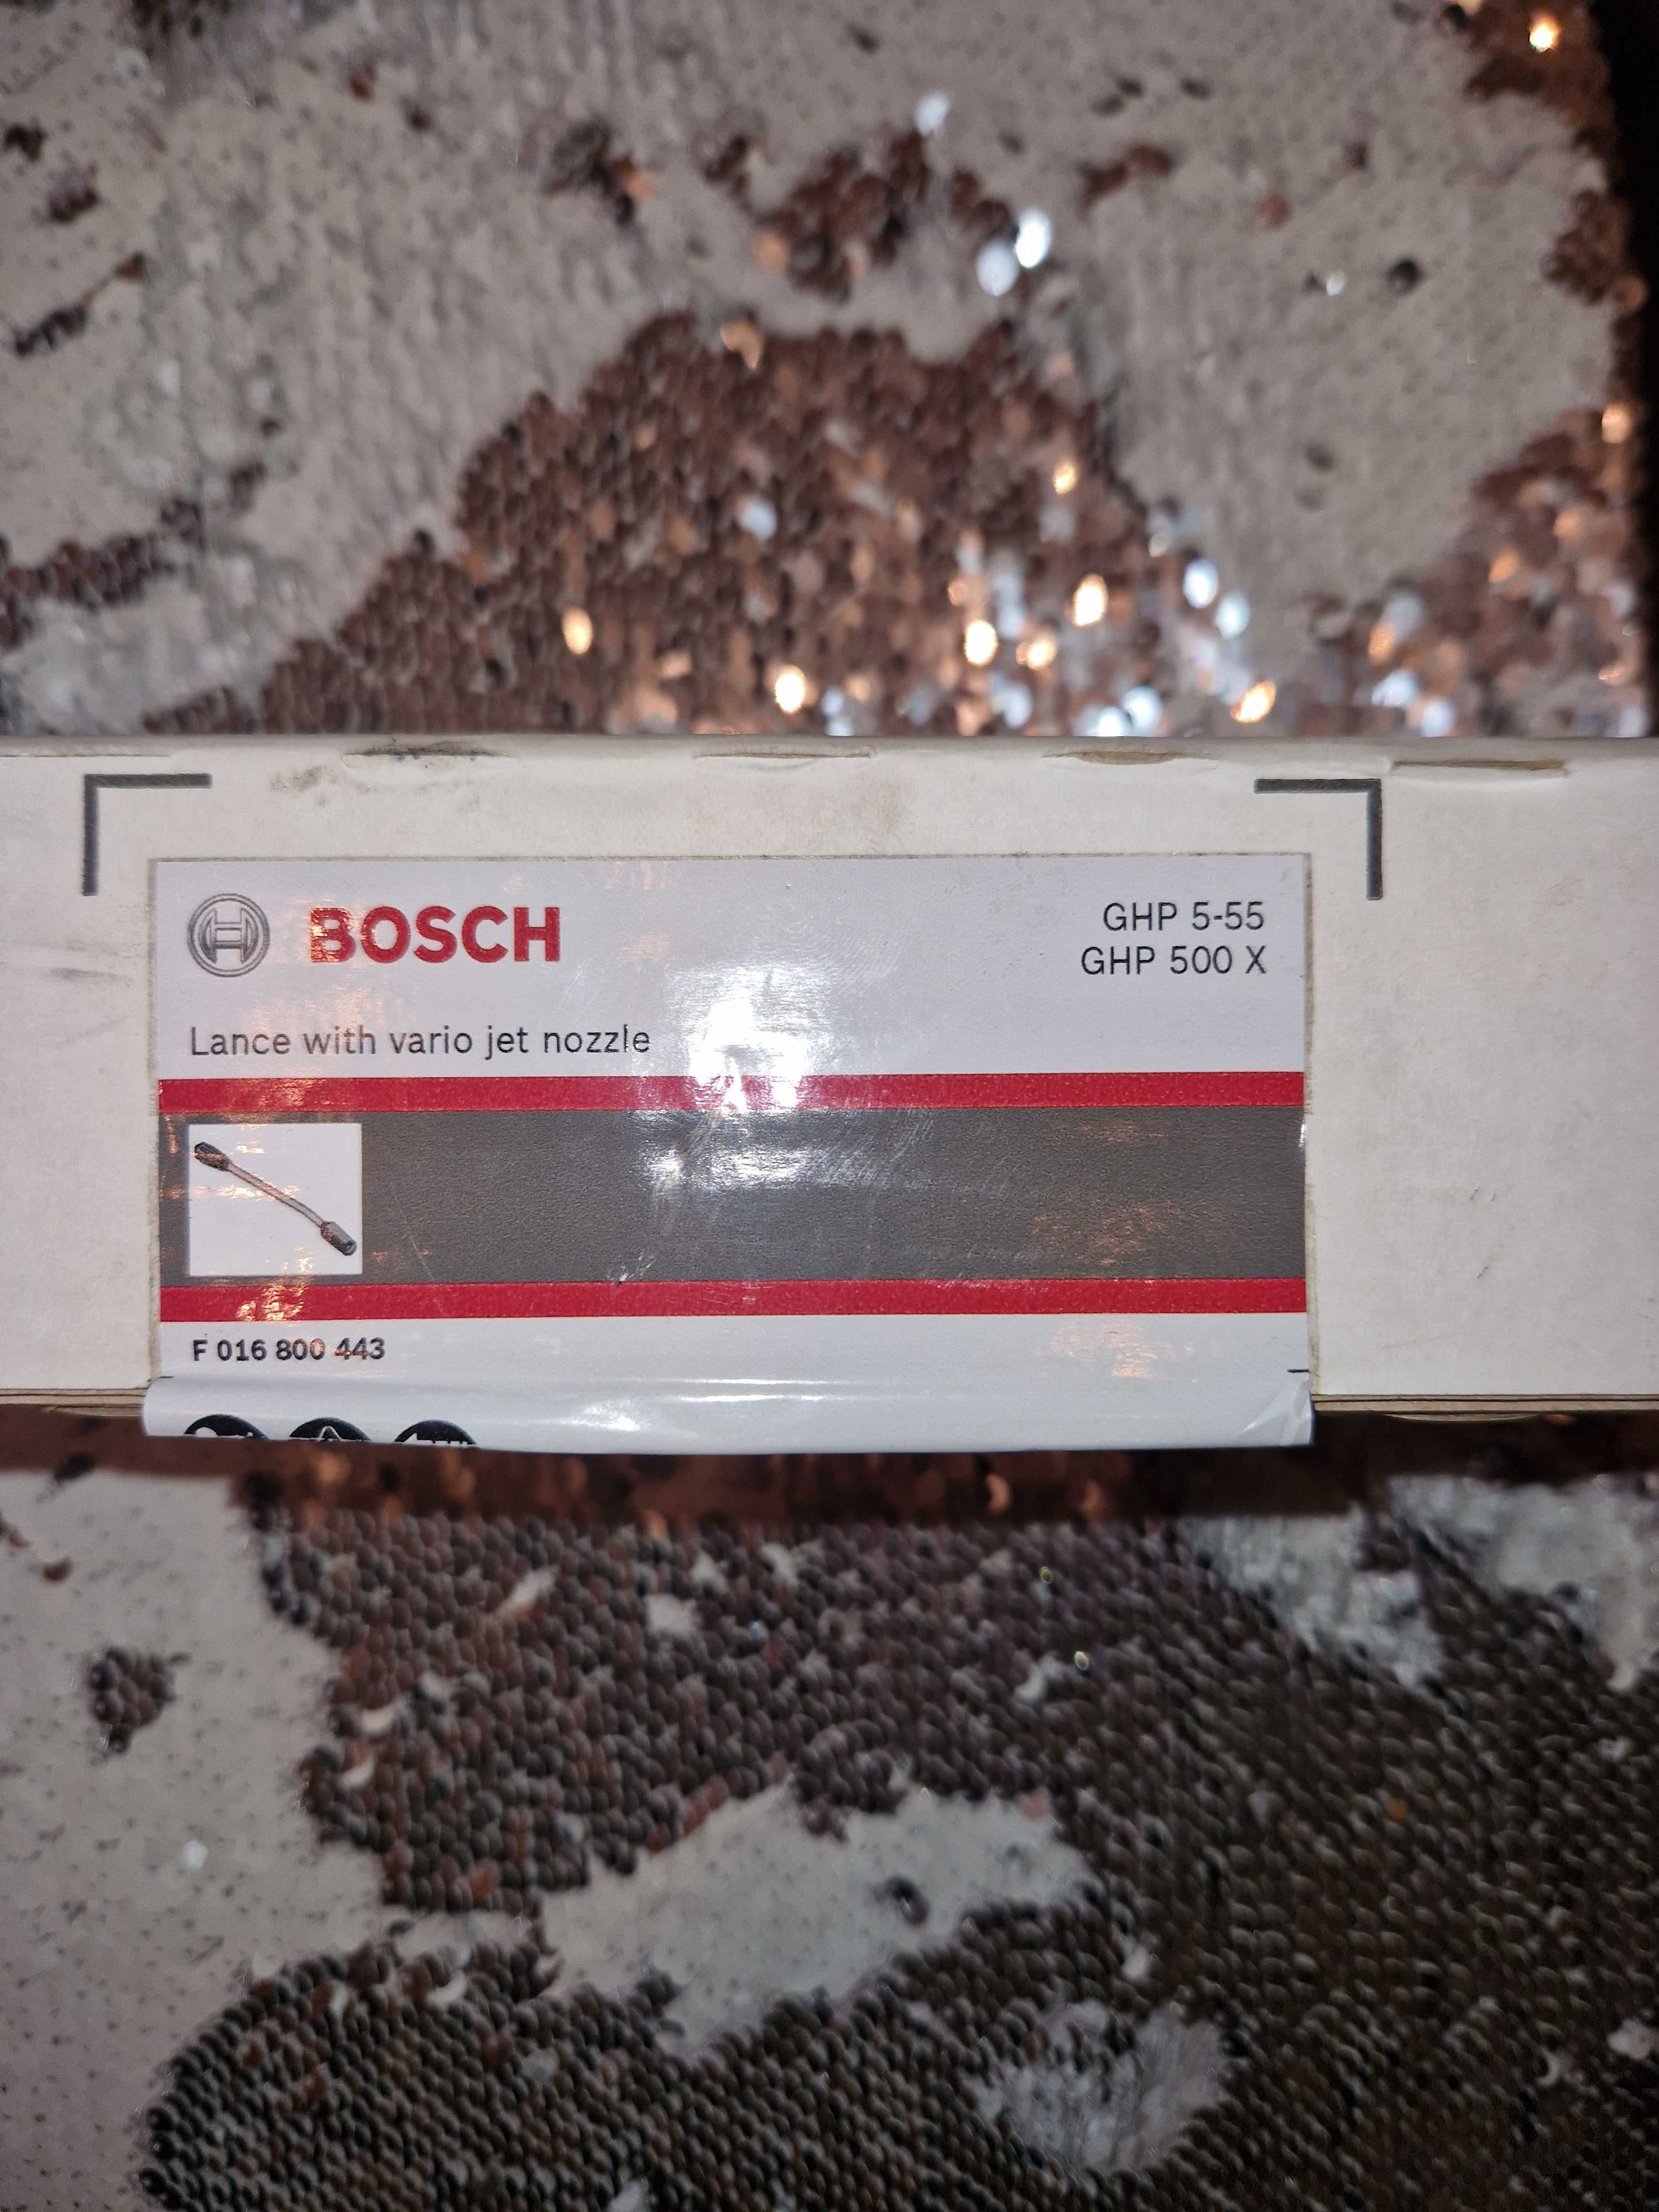 BOSCH
GHP 5-55
GHP 500 X
Lance with vario jet nozzle
F 016 800 443